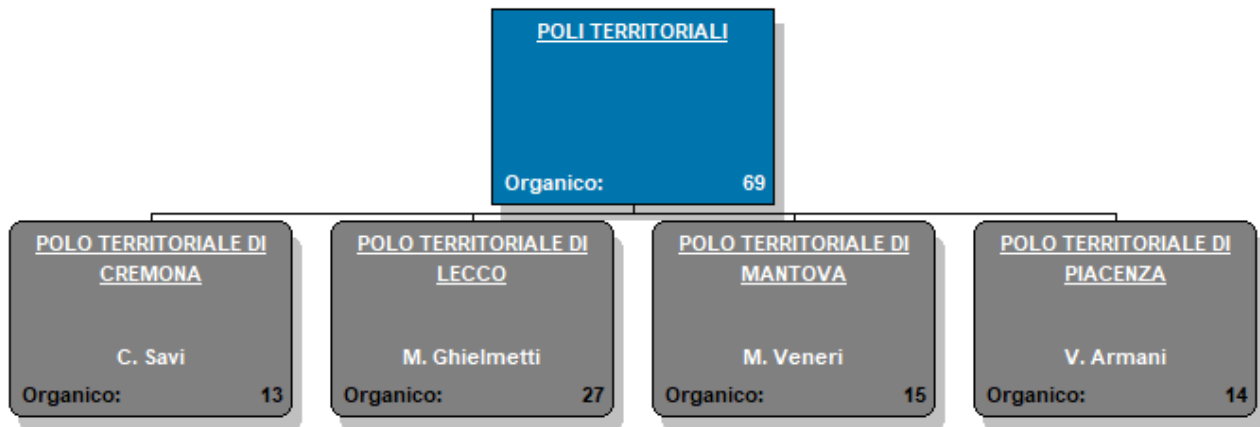 POLI TERRITORIALI
Organico: 69
POLO TERRITORIALE DI
CREMONA
C. Savi
Organico: 13
POLO TERRITORIALE DI
LECCO
M. Ghielmetti
Organico: 27
POLO TERRITORIALE DI
MANTOVA
M. Veneri
Organico: 15
POLO TERRITORIALE DI
PIACENZA
V. Armani
Organico: 14